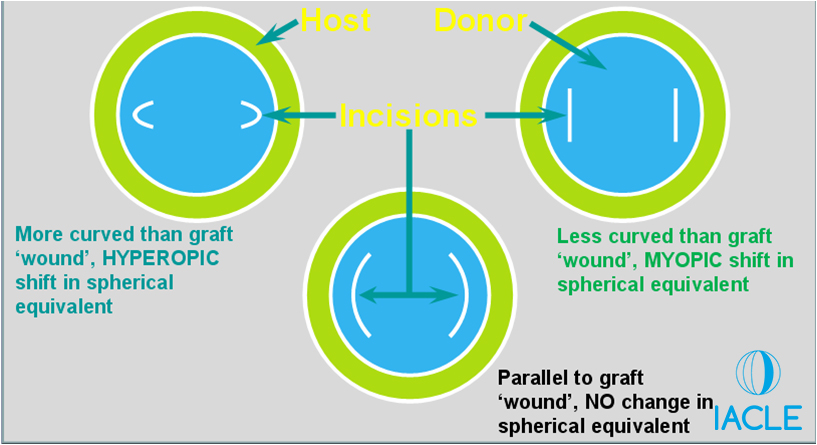 Host
Donor
Incisions
More curved than graft
‘wound’, HYPEROPIC
shift in spherical
equivalent
Less curved than graft
‘wound’, MYOPIC shift in
spherical equivalent
Parallel to graft
‘wound’, NO change in
spherical equivalent
IACLE